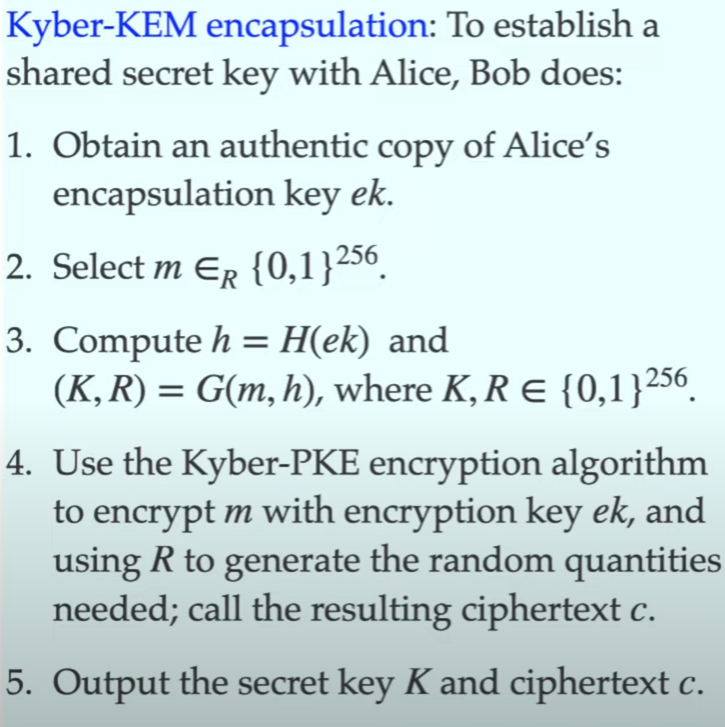 Kyber-KEM encapsulation: To establish a
shared secret key with Alice, Bob does:
1. Obtain an authentic copy of Alice’s
encapsulation key ek.
2. Select m ∈R {0,1}²⁵⁶.
3. Compute h = H(ek) and
(K, R) = G(m, h), where K, R ∈ {0,1}²⁵⁶.
4. Use the Kyber-PKE encryption algorithm
to encrypt m with encryption key ek, and
using R to generate the random quantities
needed; call the resulting ciphertext c.
5. Output the secret key K and ciphertext c.